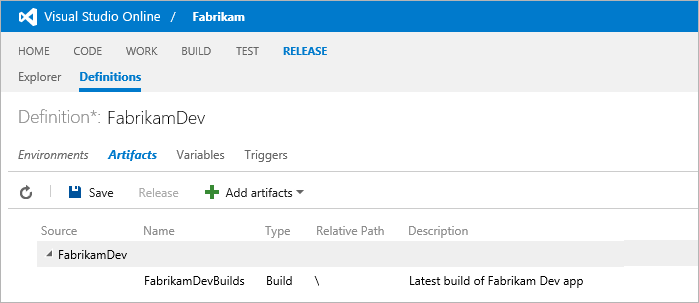 Visual Studio Online / Fabrikam
HOME CODE WORK BUILD TEST RELEASE
Explorer Definitions
Definition*: FabrikamDev
Environments Artifacts Variables Triggers
Save Release Add artifacts
Source Name Type Relative Path Description
FabrikamDev
FabrikamDevBuilds Build \ Latest build of Fabrikam Dev app